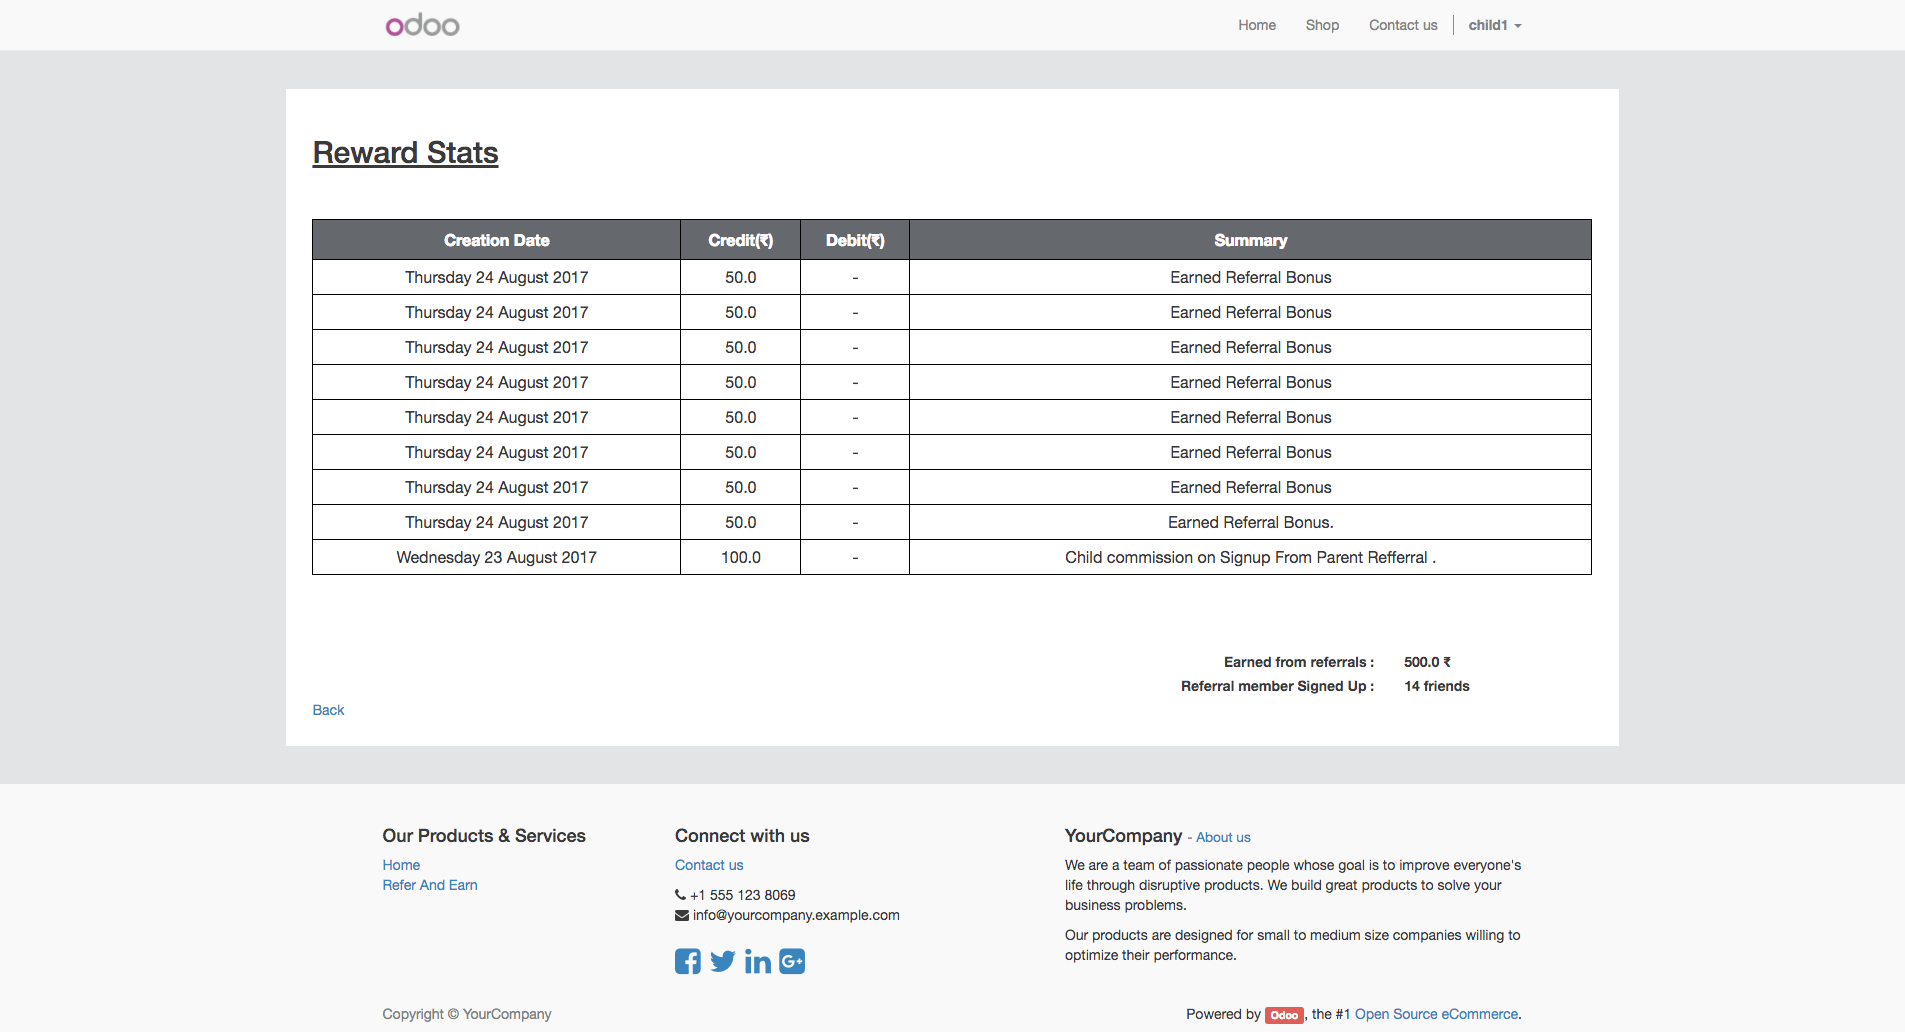 odoo
Home Shop Contact us child1
Reward Stats
Creation Date Credit(₹) Debit(₹) Summary
Thursday 24 August 2017 50.0 - Earned Referral Bonus
Thursday 24 August 2017 50.0 - Earned Referral Bonus
Thursday 24 August 2017 50.0 - Earned Referral Bonus
Thursday 24 August 2017 50.0 - Earned Referral Bonus
Thursday 24 August 2017 50.0 - Earned Referral Bonus
Thursday 24 August 2017 50.0 - Earned Referral Bonus
Thursday 24 August 2017 50.0 - Earned Referral Bonus
Thursday 24 August 2017 50.0 - Earned Referral Bonus.
Wednesday 23 August 2017 100.0 - Child commission on Signup From Parent Refferral .
Earned from referrals : 500.0 ₹
Referral member Signed Up : 14 friends
Back
Our Products & Services
Home
Refer And Earn
Connect with us
Contact us
+1 555 123 8069
info@yourcompany.example.com
YourCompany - About us
We are a team of passionate people whose goal is to improve everyone's
life through disruptive products. We build great products to solve your
business problems.
Our products are designed for small to medium size companies willing to
optimize their performance.
Copyright © YourCompany
Powered by Odoo, the #1 Open Source eCommerce.